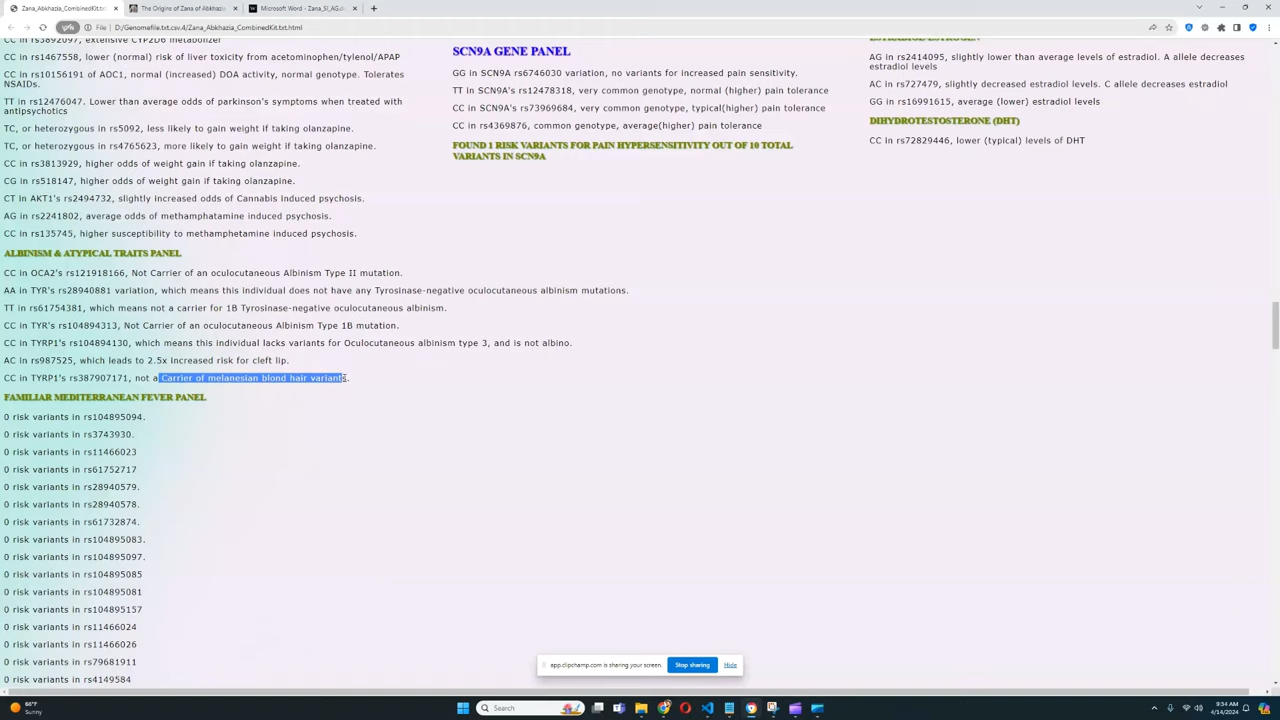 Zana_Abkhazia_CombinedKit.txt.html
The Origins of Zana of Abkhazia
Microsoft Word - Zana_SI_AG.d
File D:/Genomefile.txt.csv.4/Zana_Abkhazia_CombinedKit.txt.html
CC in rs3892097, extensive CYP2D6 metabolizer
CC in rs1467558, lower (normal) risk of liver toxicity from acetominophen/tylenol/APAP
CC in rs10156191 of AOC1, normal (increased) DOA activity, normal genotype. Tolerates
NSAIDs.
TT in rs12476047. Lower than average odds of parkinson's symptoms when treated with
antipsychotics
TC, or heterozygous in rs5092, less likely to gain weight if taking olanzapine.
TC, or heterozygous in rs4765623, more likely to gain weight if taking olanzapine.
CC in rs3813929, higher odds of weight gain if taking olanzapine.
CG in rs518147, higher odds of weight gain if taking olanzapine.
CT in AKT1's rs2494732, slightly increased odds of Cannabis induced psychosis.
AG in rs2241802, average odds of methamphatamine induced psychosis.
CC in rs135745, higher susceptibility to methamphetamine induced psychosis.
ALBINISM & ATYPICAL TRAITS PANEL
CC in OCA2's rs121918166, Not Carrier of an oculocutaneous Albinism Type II mutation.
AA in TYR's rs28940881 variation, which means this individual does not have any Tyrosinase-negative oculocutaneous albinism mutations.
TT in rs61754381, which means not a carrier for 1B Tyrosinase-negative oculocutaneous albinism.
CC in TYR's rs104894313, Not Carrier of an oculocutaneous Albinism Type 1B mutation.
CC in TYRP1's rs104894130, which means this individual lacks variants for Oculocutaneous albinism type 3, and is not albino.
AC in rs987525, which leads to 2.5x increased risk for cleft lip.
CC in TYRP1's rs387907171, not a Carrier of melanesian blond hair variants.
FAMILIAR MEDITERRANEAN FEVER PANEL
0 risk variants in rs104895094.
0 risk variants in rs3743930.
0 risk variants in rs11466023
0 risk variants in rs61752717
0 risk variants in rs28940579.
0 risk variants in rs28940578.
0 risk variants in rs61732874.
0 risk variants in rs104895083.
0 risk variants in rs104895097.
0 risk variants in rs104895085
0 risk variants in rs104895081
0 risk variants in rs104895157
0 risk variants in rs11466024
0 risk variants in rs11466026
0 risk variants in rs79681911
0 risk variants in rs4149584
SCN9A GENE PANEL
GG in SCN9A rs6746030 variation, no variants for increased pain sensitivity.
TT in SCN9A's rs12478318, very common genotype, normal (higher) pain tolerance
CC in SCN9A's rs73969684, very common genotype, typical(higher) pain tolerance
CC in rs4369876, common genotype, average(higher) pain tolerance
FOUND 1 RISK VARIANTS FOR PAIN HYPERSENSITIVITY OUT OF 10 TOTAL
VARIANTS IN SCN9A
ESTRADIOL-ESTROGEN
AG in rs2414095, slightly lower than average levels of estradiol. A allele decreases
estradiol levels
AC in rs727479, slightly decreased estradiol levels. C allele decreases estradiol
GG in rs16991615, average (lower) estradiol levels
DIHYDROTESTOSTERONE (DHT)
CC in rs72829446, lower (typical) levels of DHT
app.clipchamp.com is sharing your screen.
Stop sharing
Hide
66°F
Sunny
Search
9:34 AM
4/14/2024